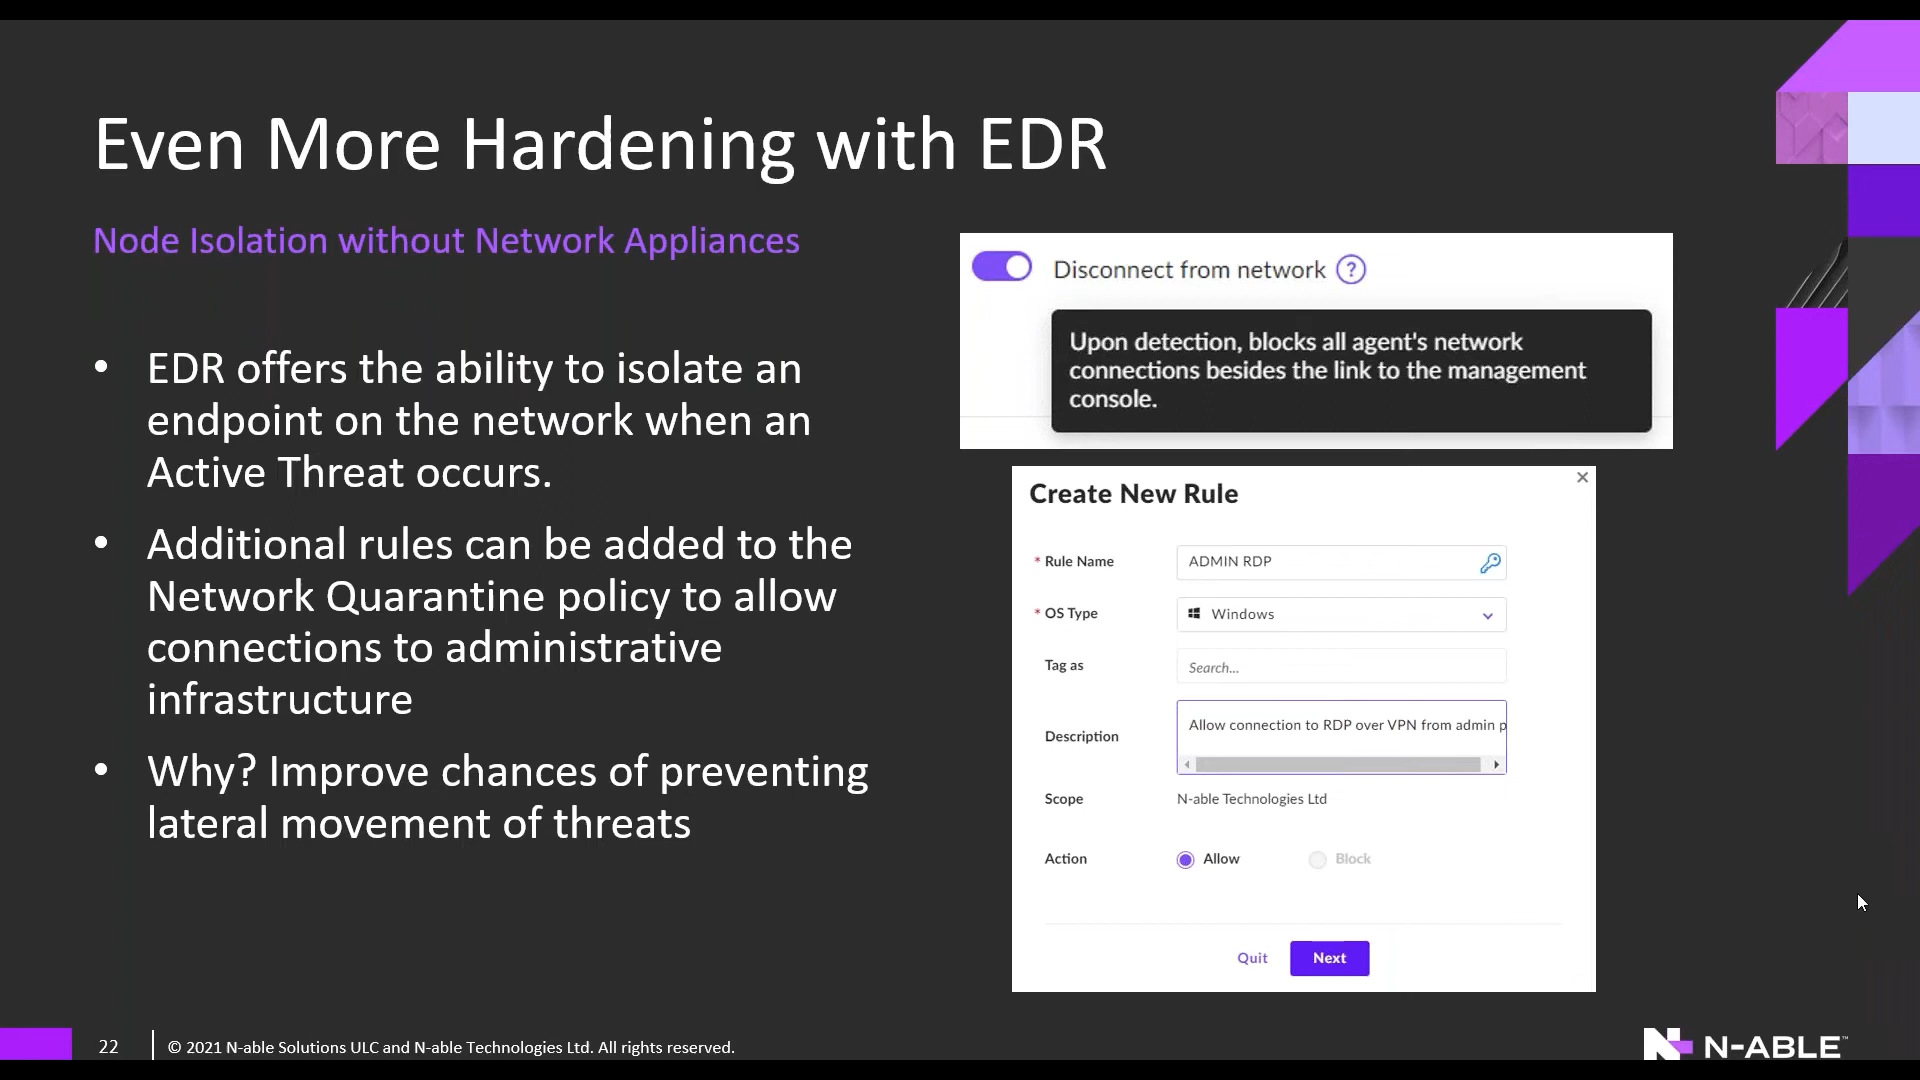 Even More Hardening with EDR
Node Isolation without Network Appliances
• EDR offers the ability to isolate an
endpoint on the network when an
Active Threat occurs.
• Additional rules can be added to the
Network Quarantine policy to allow
connections to administrative
infrastructure
• Why? Improve chances of preventing
lateral movement of threats
Disconnect from network ?
Upon detection, blocks all agent's network
connections besides the link to the management
console.
Create New Rule
* Rule Name ADMIN RDP
* OS Type Windows
Tag as Search...
Description Allow connection to RDP over VPN from admin p
Scope N-able Technologies Ltd
Action Allow Block
Quit Next
22 © 2021 N-able Solutions ULC and N-able Technologies Ltd. All rights reserved.
N-ABLE™